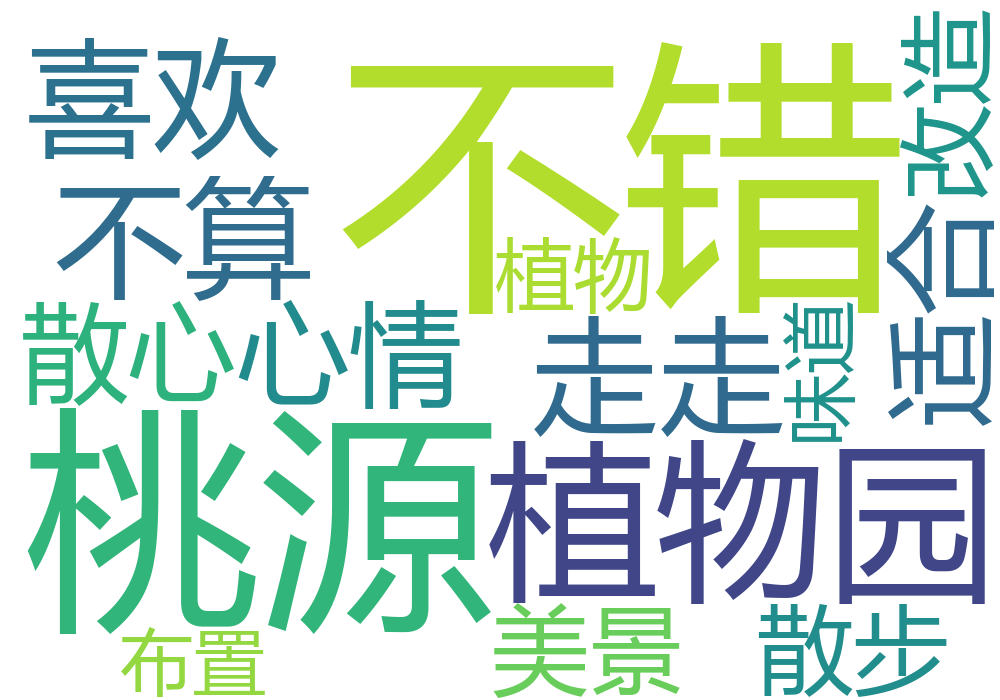 喜欢
不错
改造
不算
植物
适合
散心
心情
走走
味道
桃源
植物园
布置
美景
散步